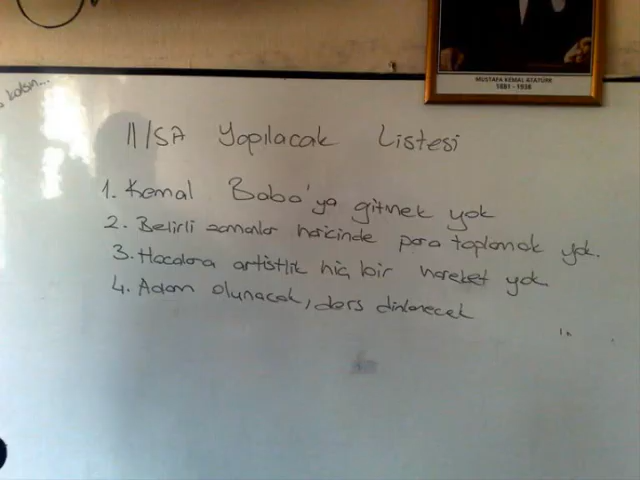 kalsın...
MUSTAFA KEMAL ATATÜRK
1881 - 1938
11/SA Yapılacak Listesi
1. Kemal Baba'ya gitmek yok
2. Belirli zamanlar haricinde para toplamak yok.
3. Hocalara artistlik hiç bir hareket yok
4. Adam olunacak, ders dinlenecek